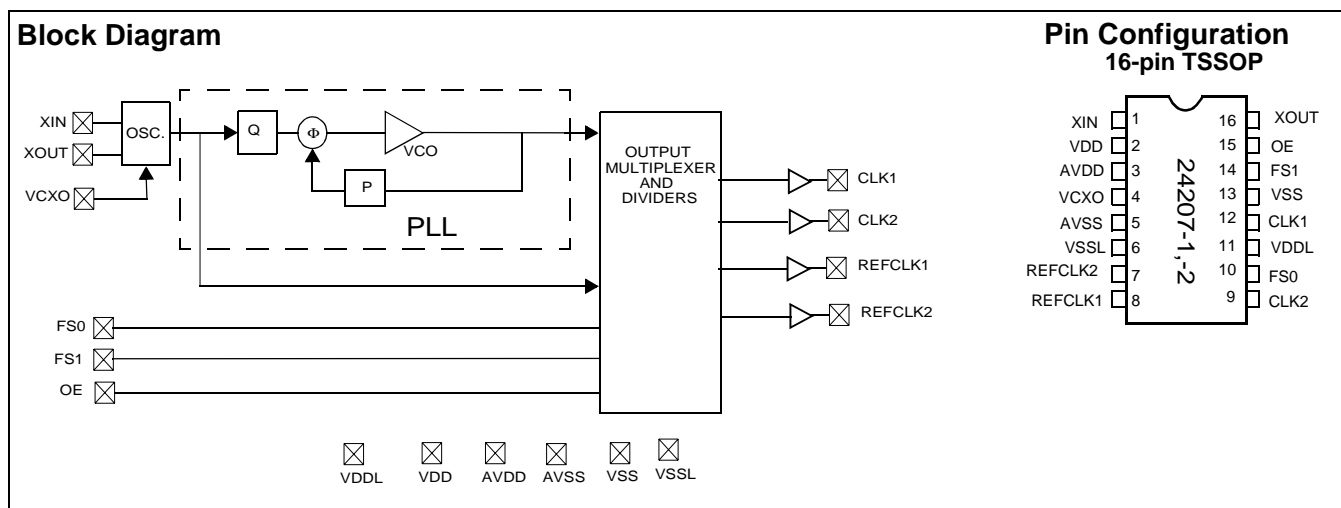 Block Diagram
Pin Configuration
16-pin TSSOP
XIN
XOUT
VCXO
OSC.
Q
Φ
VCO
P
PLL
OUTPUT
MULTIPLEXER
AND
DIVIDERS
CLK1
CLK2
REFCLK1
REFCLK2
FS0
FS1
OE
VDDL
VDD
AVDD
AVSS
VSS
VSSL
XIN 1 16 XOUT
VDD 2 15 OE
AVDD 3 14 FS1
VCXO 4 13 VSS
AVSS 5 12 CLK1
VSSL 6 11 VDDL
REFCLK2 7 10 FS0
REFCLK1 8 9 CLK2
24207-1,-2